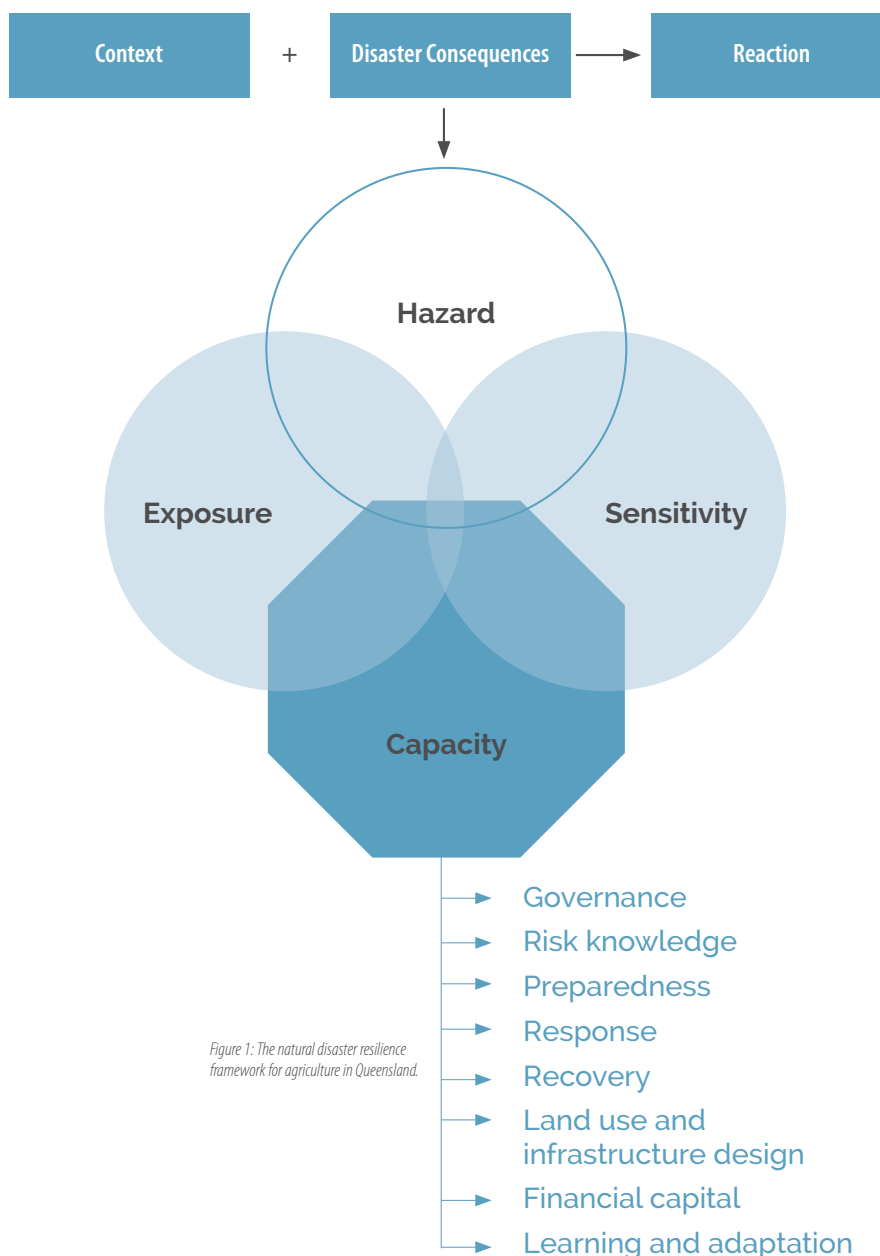 Context + Disaster Consequences Reaction
Hazard
Exposure Sensitivity
Capacity
Governance
Risk knowledge
Preparedness
Response
Recovery
Land use and
infrastructure design
Financial capital
Learning and adaptation
Figure 1: The natural disaster resilience
framework for agriculture in Queensland.